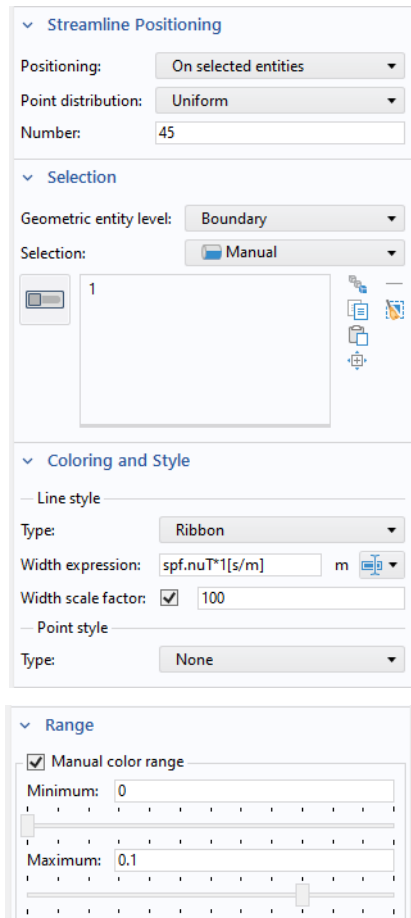 Streamline Positioning
Positioning: On selected entities
Point distribution: Uniform
Number: 45
Selection
Geometric entity level: Boundary
Selection: Manual
1
Coloring and Style
Line style
Type: Ribbon
Width expression: spf.nuT*1[s/m] m
Width scale factor: 100
Point style
Type: None
Range
Manual color range
Minimum: 0
Maximum: 0.1